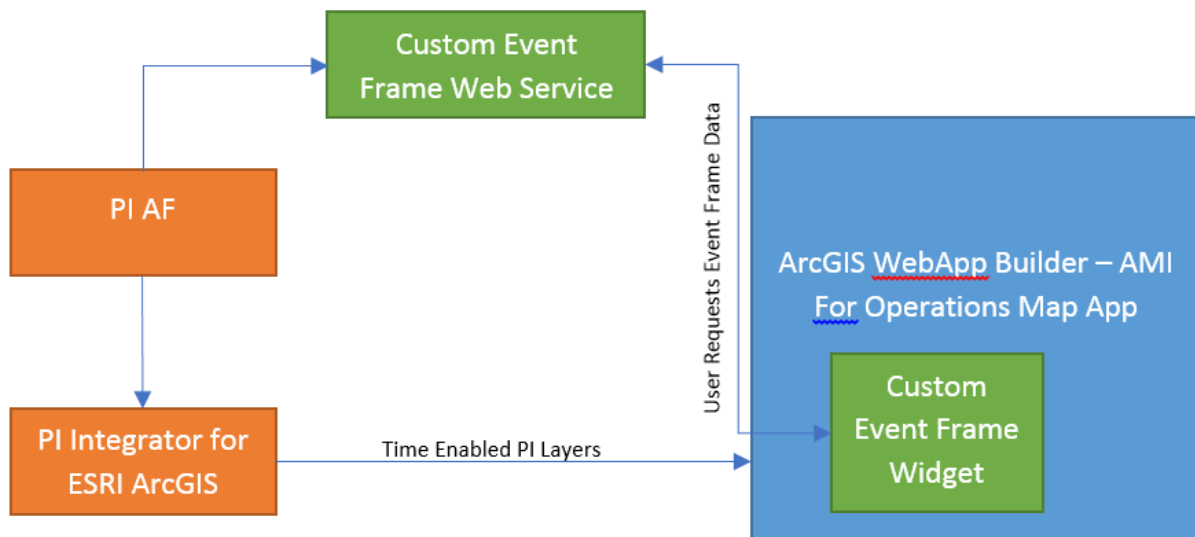 Custom Event
Frame Web Service
PI AF
User Requests Event Frame Data
ArcGIS WebApp Builder – AMI
For Operations Map App
Custom
Event Frame
Widget
PI Integrator for
ESRI ArcGIS
Time Enabled PI Layers